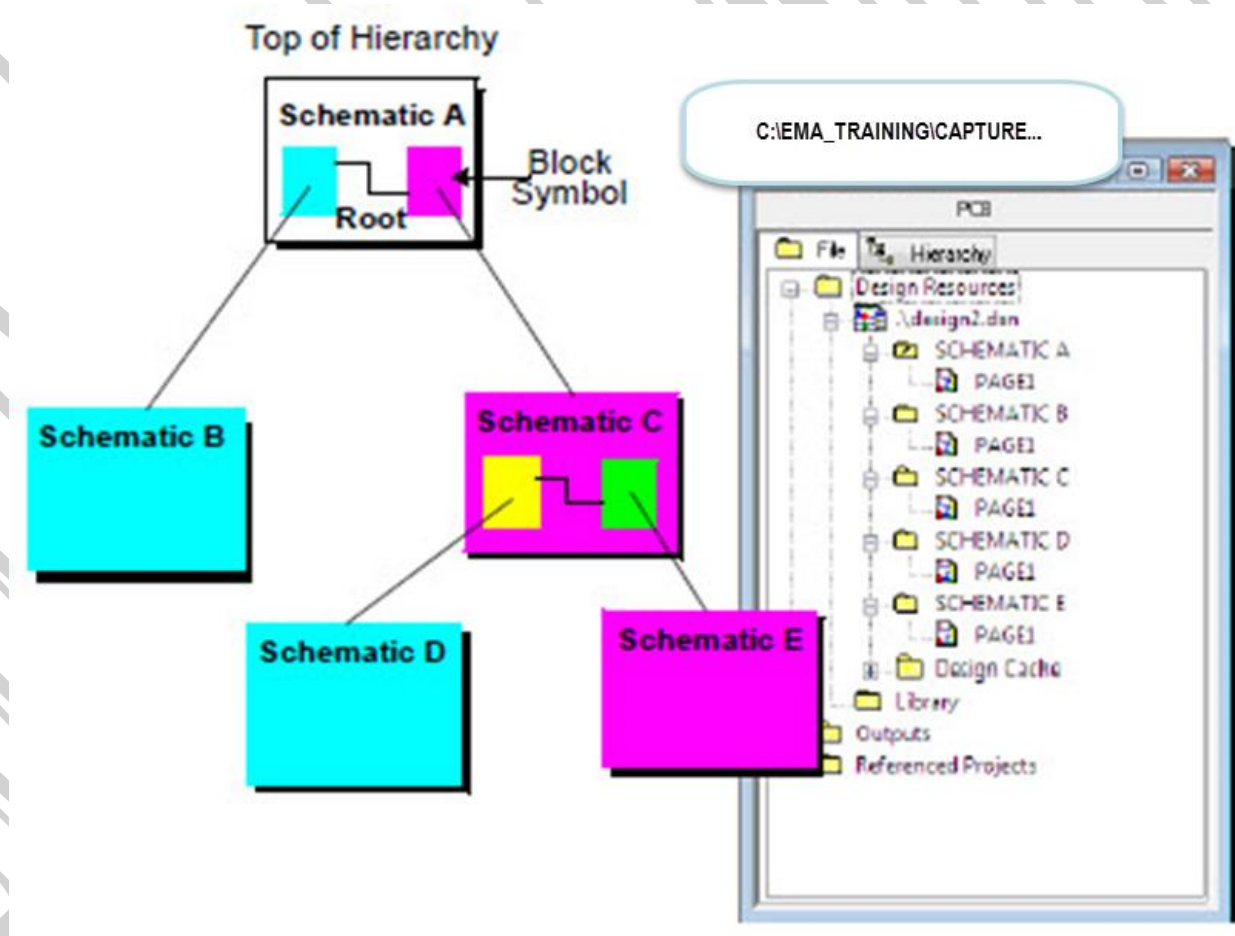 Top of Hierarchy
Schematic A
Root
Block
Symbol
Schematic B
Schematic C
Schematic D
Schematic E
C:\EMA_TRAINING\CAPTURE...
PCB
File
Hierarchy
Design Resources
.\design2.dsn
SCHEMATIC A
PAGE1
SCHEMATIC B
PAGE1
SCHEMATIC C
PAGE1
SCHEMATIC D
PAGE1
SCHEMATIC E
PAGE1
Design Cache
Library
Outputs
Referenced Projects